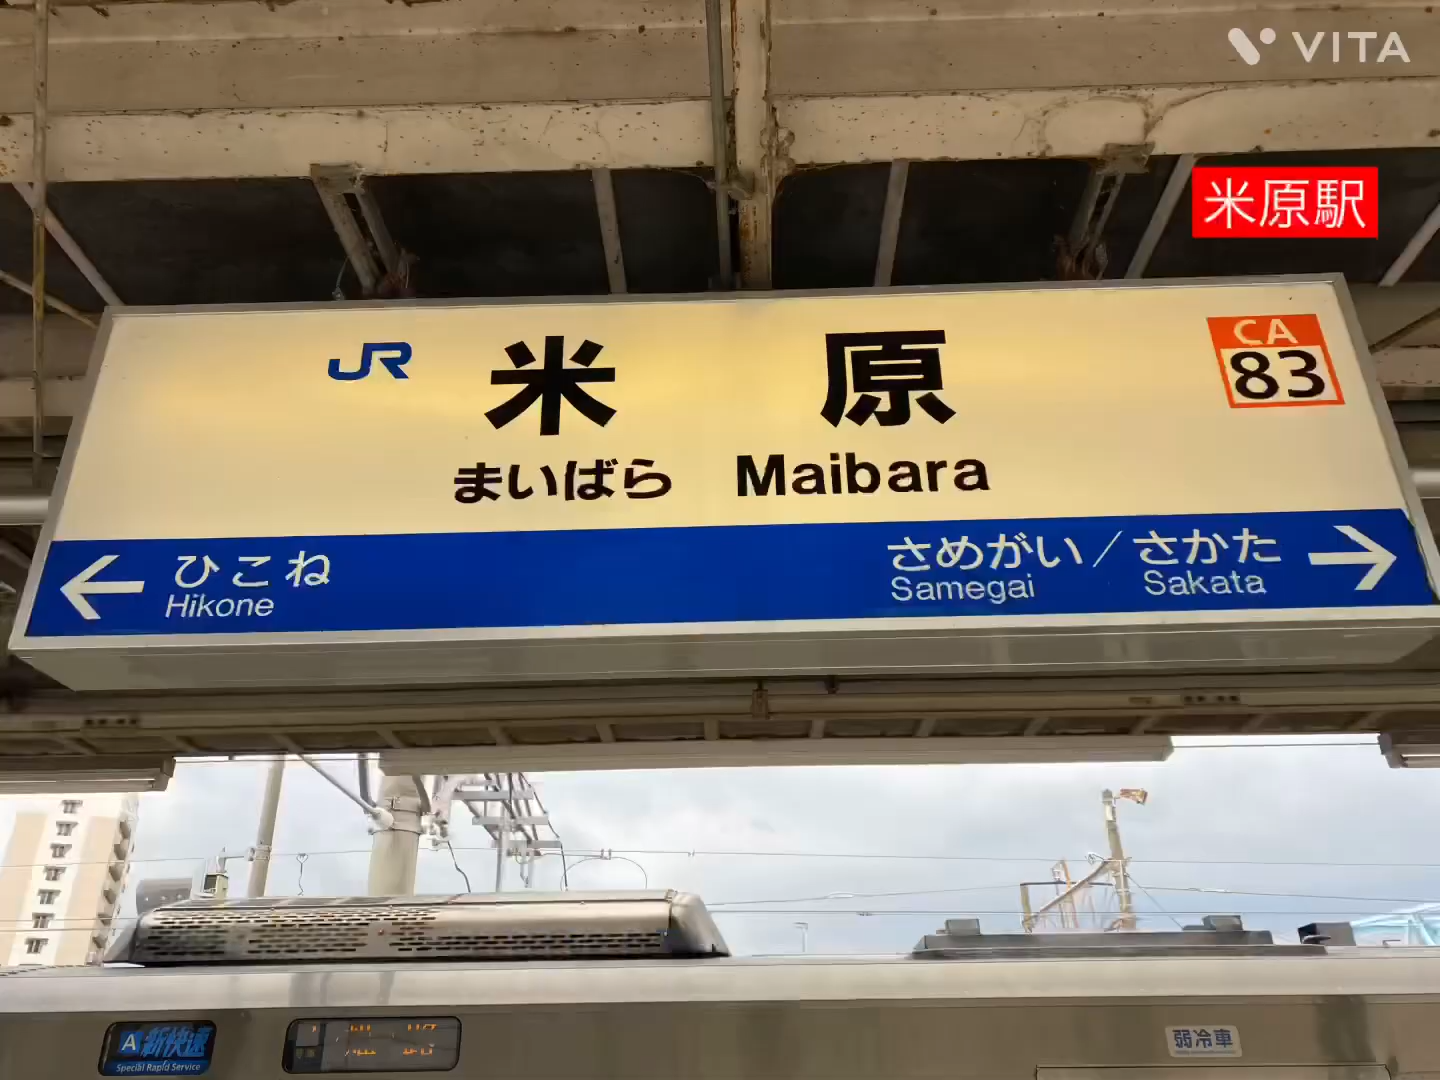 VITA
米原駅
JR 米原
CA
83
まいばら Maibara
ひこね
Hikone
さめがい／さかた
Samegai Sakata
A 新快速
Special Rapid Service
弱冷車